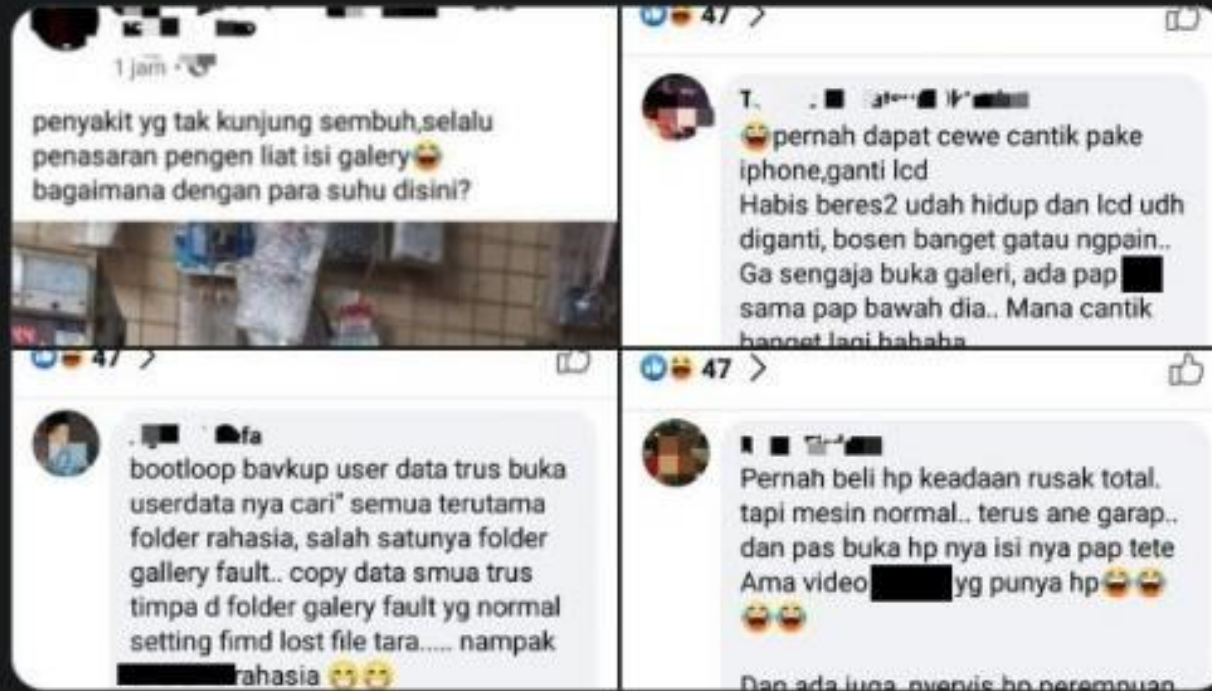 1 jam
penyakit yg tak kunjung sembuh,selalu
penasaran pengen liat isi galery😂
bagaimana dengan para suhu disini?
47
T.
😂pernah dapat cewe cantik pake
iphone,ganti lcd
Habis beres2 udah hidup dan lcd udh
diganti, bosen banget gatau ngpain..
Ga sengaja buka galeri, ada pap
sama pap bawah dia.. Mana cantik
banget lagi hahaha
47
fa
bootloop bavkup user data trus buka
userdata nya cari" semua terutama
folder rahasia, salah satunya folder
gallery fault.. copy data smua trus
timpa d folder galery fault yg normal
setting fimd lost file tara..... nampak
rahasia 😁😁
47
Pernah beli hp keadaan rusak total.
tapi mesin normal.. terus ane garap..
dan pas buka hp nya isi nya pap tete
Ama video yg punya hp😂😂
😂😂
Dan ada juga, nyervis hp perempuan